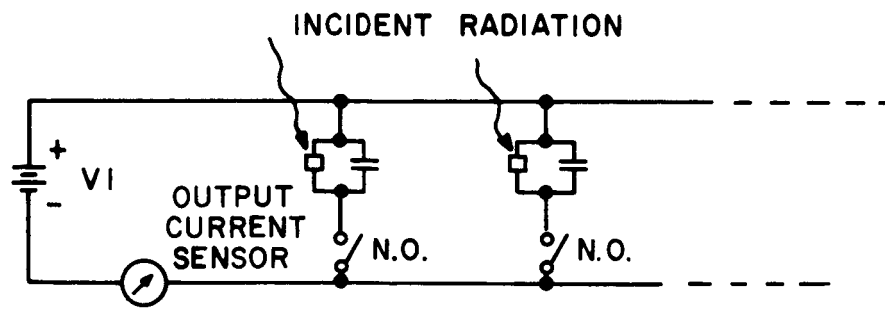 INCIDENT RADIATION
+
V1
-
OUTPUT
CURRENT
SENSOR
N.O.
N.O.